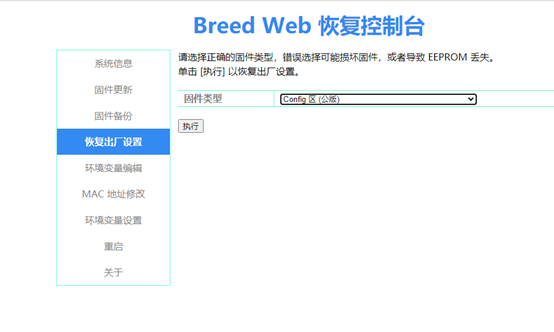 Breed Web 恢复控制台
系统信息
固件更新
固件备份
恢复出厂设置
环境变量编辑
MAC 地址修改
环境变量设置
重启
关于
请选择正确的固件类型，错误选择可能损坏固件，或者导致 EEPROM 丢失。
单击 [执行] 以恢复出厂设置。
固件类型 Config 区 (公版)
执行